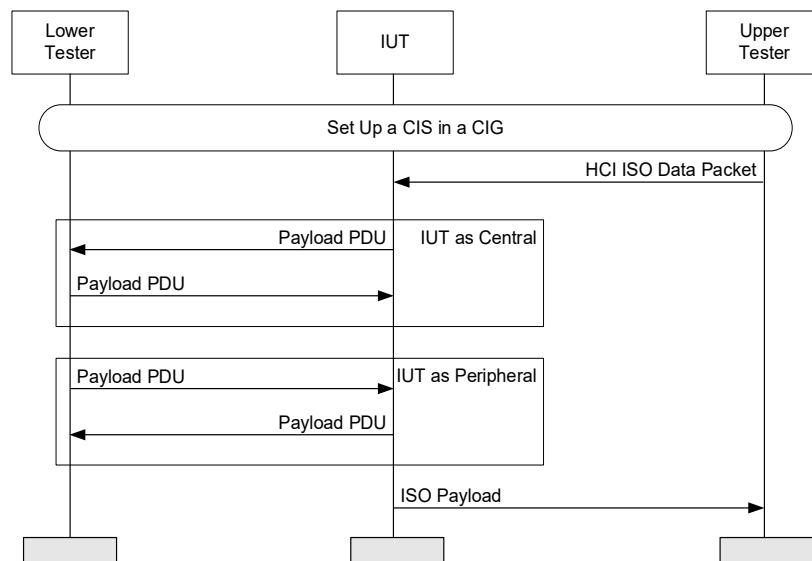 Lower
Tester
IUT
Upper
Tester
Set Up a CIS in a CIG
HCI ISO Data Packet
Payload PDU
IUT as Central
Payload PDU
Payload PDU
IUT as Peripheral
Payload PDU
ISO Payload